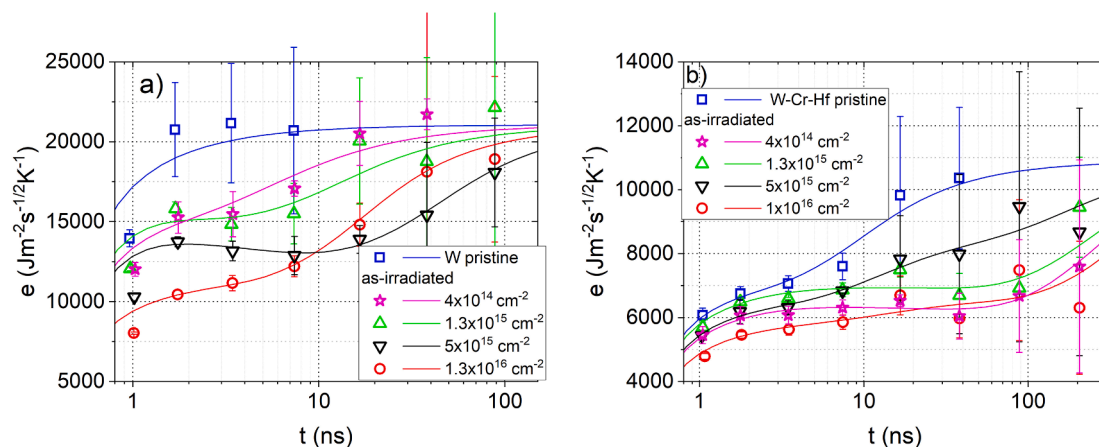 a)
25000
20000
15000
10000
5000
e (Jm⁻²s⁻¹/²K⁻¹)
W pristine
as-irradiated
4x10¹⁴ cm⁻²
1.3x10¹⁵ cm⁻²
5x10¹⁵ cm⁻²
1.3x10¹⁶ cm⁻²
1 10 100
t (ns)
b)
14000
12000
10000
8000
6000
4000
e (Jm⁻²s⁻¹/²K⁻¹)
W-Cr-Hf pristine
as-irradiated
4x10¹⁴ cm⁻²
1.3x10¹⁵ cm⁻²
5x10¹⁵ cm⁻²
1x10¹⁶ cm⁻²
1 10 100
t (ns)